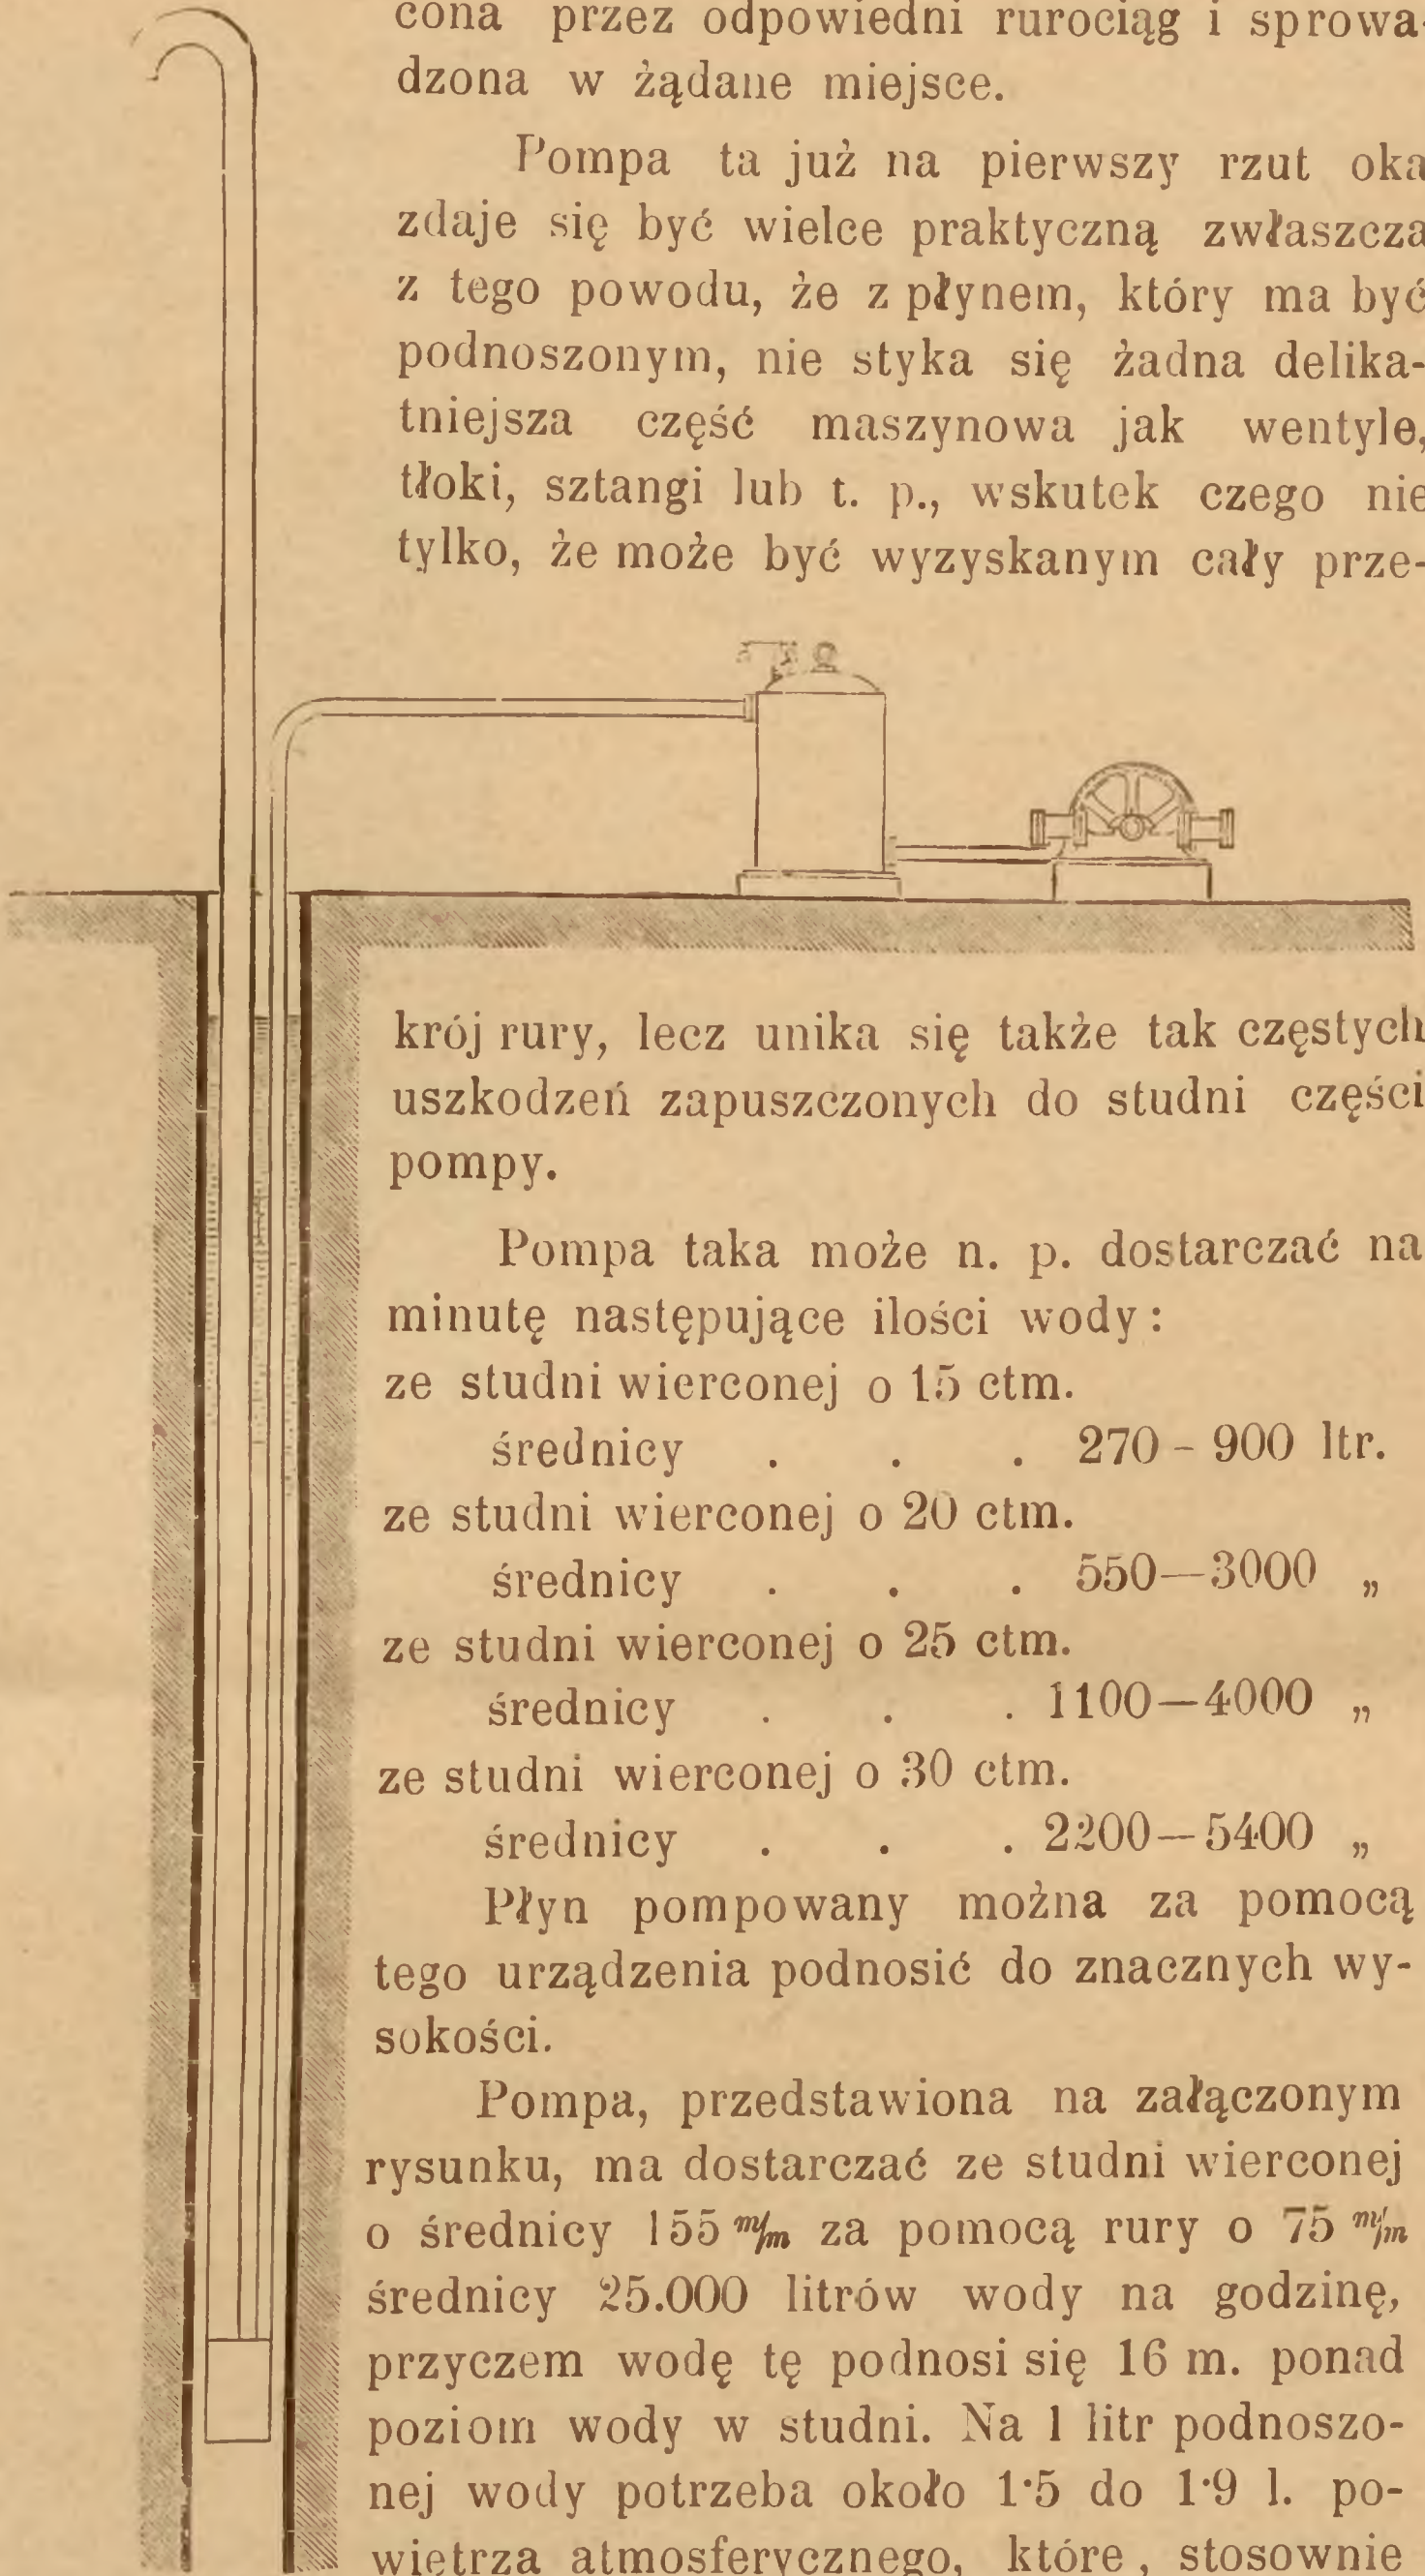 cona przez odpowiedni rurociąg i sprowa-
dzona w żądane miejsce.
Pompa ta już na pierwszy rzut oka
zdaje się być wielce praktyczną zwłaszcza
z tego powodu, że z płynem, który ma być
podnoszonym, nie styka się żadna delika-
tniejsza część maszynowa jak wentyle,
tłoki, sztangi lub t. p., wskutek czego nie
tylko, że może być wyzyskanym cały prze-
krój rury, lecz unika się także tak częstych
uszkodzeń zapuszczonych do studni części
pompy.
Pompa taka może n. p. dostarczać na
minutę następujące ilości wody:
ze studni wierconej o 15 ctm.
średnicy . . . 270 - 900 ltr.
ze studni wierconej o 20 ctm.
średnicy . . . 550—3000 „
ze studni wierconej o 25 ctm.
średnicy . . . 1100—4000 „
ze studni wierconej o 30 ctm.
średnicy . . . 2200—5400 „
Płyn pompowany można za pomocą
tego urządzenia podnosić do znacznych wy-
sokości.
Pompa, przedstawiona na załączonym
rysunku, ma dostarczać ze studni wierconej
o średnicy 155 m/m za pomocą rury o 75 m/m
średnicy 25.000 litrów wody na godzinę,
przyczem wodę tę podnosi się 16 m. ponad
poziom wody w studni. Na 1 litr podnoszo-
nej wody potrzeba około 1·5 do 1·9 l. po-
wietrza atmosferycznego, które, stosownie